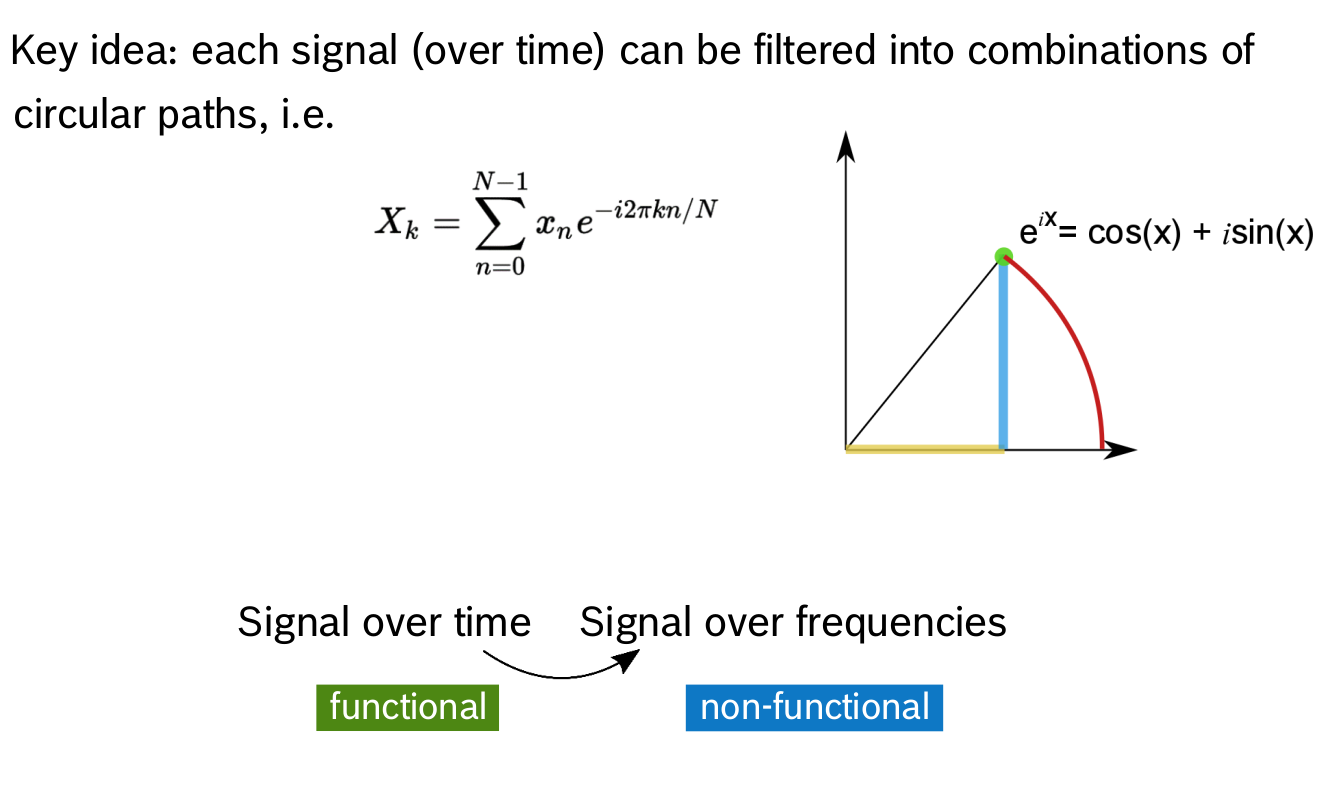 Key idea: each signal (over time) can be filtered into combinations of
circular paths, i.e.
X_k = \sum_{n=0}^{N-1} x_n e^{-i2\pi kn/N}
e^{ix}= cos(x) + isin(x)
Signal over time Signal over frequencies
functional non-functional